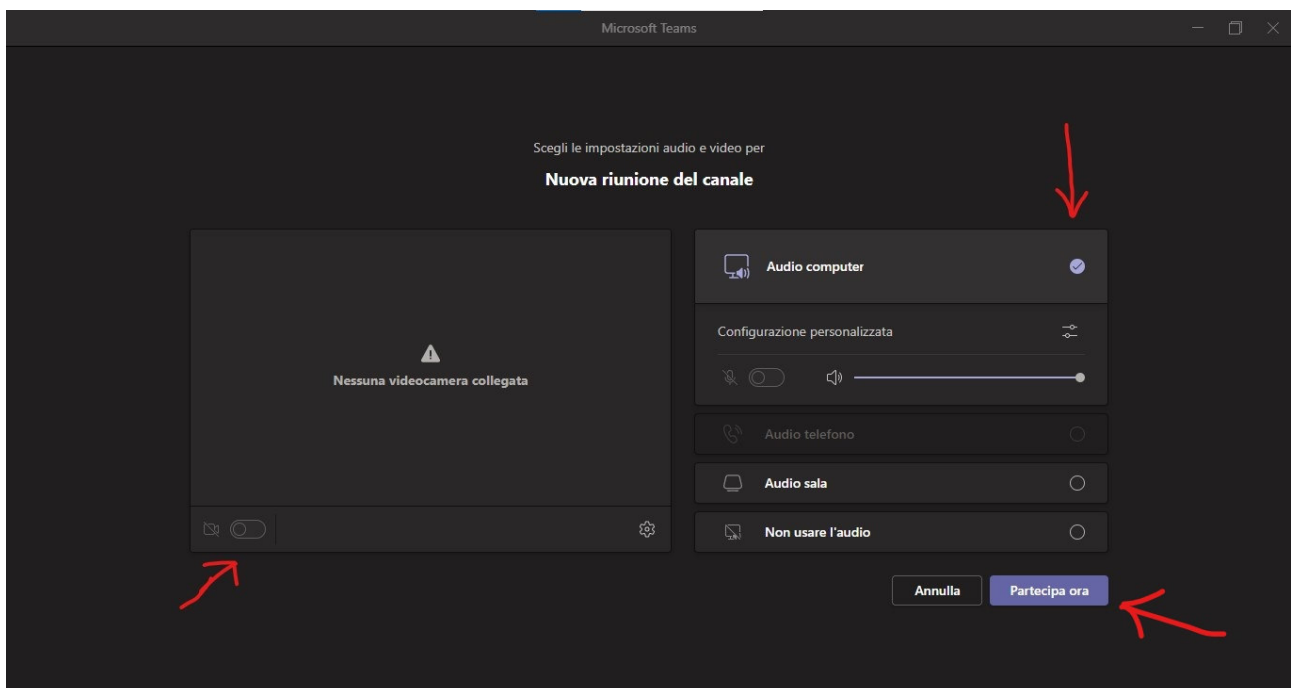 Microsoft Teams
Scegli le impostazioni audio e video per
Nuova riunione del canale
Nessuna videocamera collegata
Audio computer
Configurazione personalizzata
Audio telefono
Audio sala
Non usare l'audio
Annulla
Partecipa ora